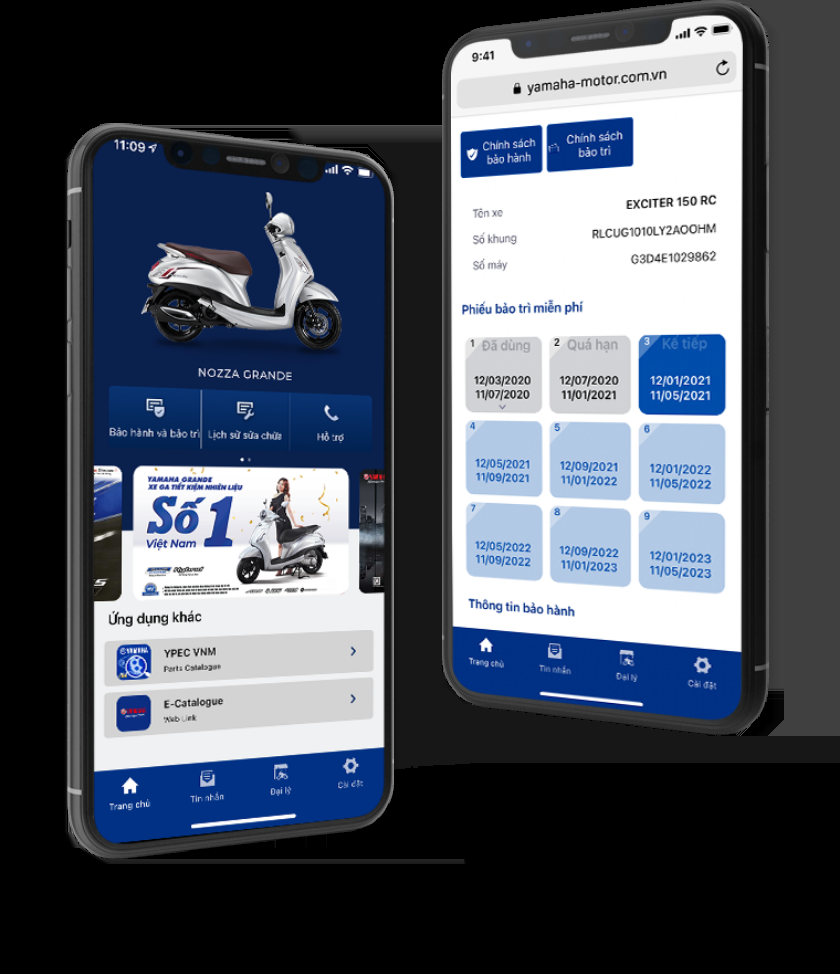 11:09
NOZZA GRANDE
Bảo hành và bảo trì
Lịch sử sửa chữa
Hỗ trợ
YAMAHA GRANDE
XE GA TIẾT KIỆM NHIÊN LIỆU
Số 1
Việt Nam
Hybrid
Ứng dụng khác
YAMAHA
YPEC VNM
Parts Catalogue
E-Catalogue
Web Link
Trang chủ
Tin nhắn
Đại lý
Cài đặt
9:41
yamaha-motor.com.vn
Chính sách
bảo hành
Chính sách
bảo trì
Tên xe
EXCITER 150 RC
Số khung
RLCUG1010LY2AOOHM
Số máy
G3D4E1029862
Phiếu bảo trì miễn phí
1 Đã dùng
12/03/2020
11/07/2020
2 Quá hạn
12/07/2020
11/01/2021
3 Kế tiếp
12/01/2021
11/05/2021
4
12/05/2021
11/09/2021
5
12/09/2021
11/01/2022
6
12/01/2022
11/05/2022
7
12/05/2022
11/09/2022
8
12/09/2022
11/01/2023
9
12/01/2023
11/05/2023
Thông tin bảo hành
Trang chủ
Tin nhắn
Đại lý
Cài đặt